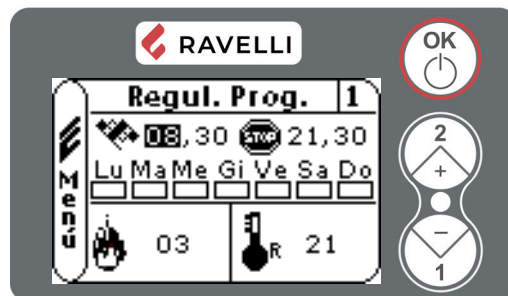 RAVELLI
OK
Regul. Prog. 1
08,30 STOP 21,30
Lu Ma Me Gi Ve Sa Do
Menú
03 R 21
2
+
−
1